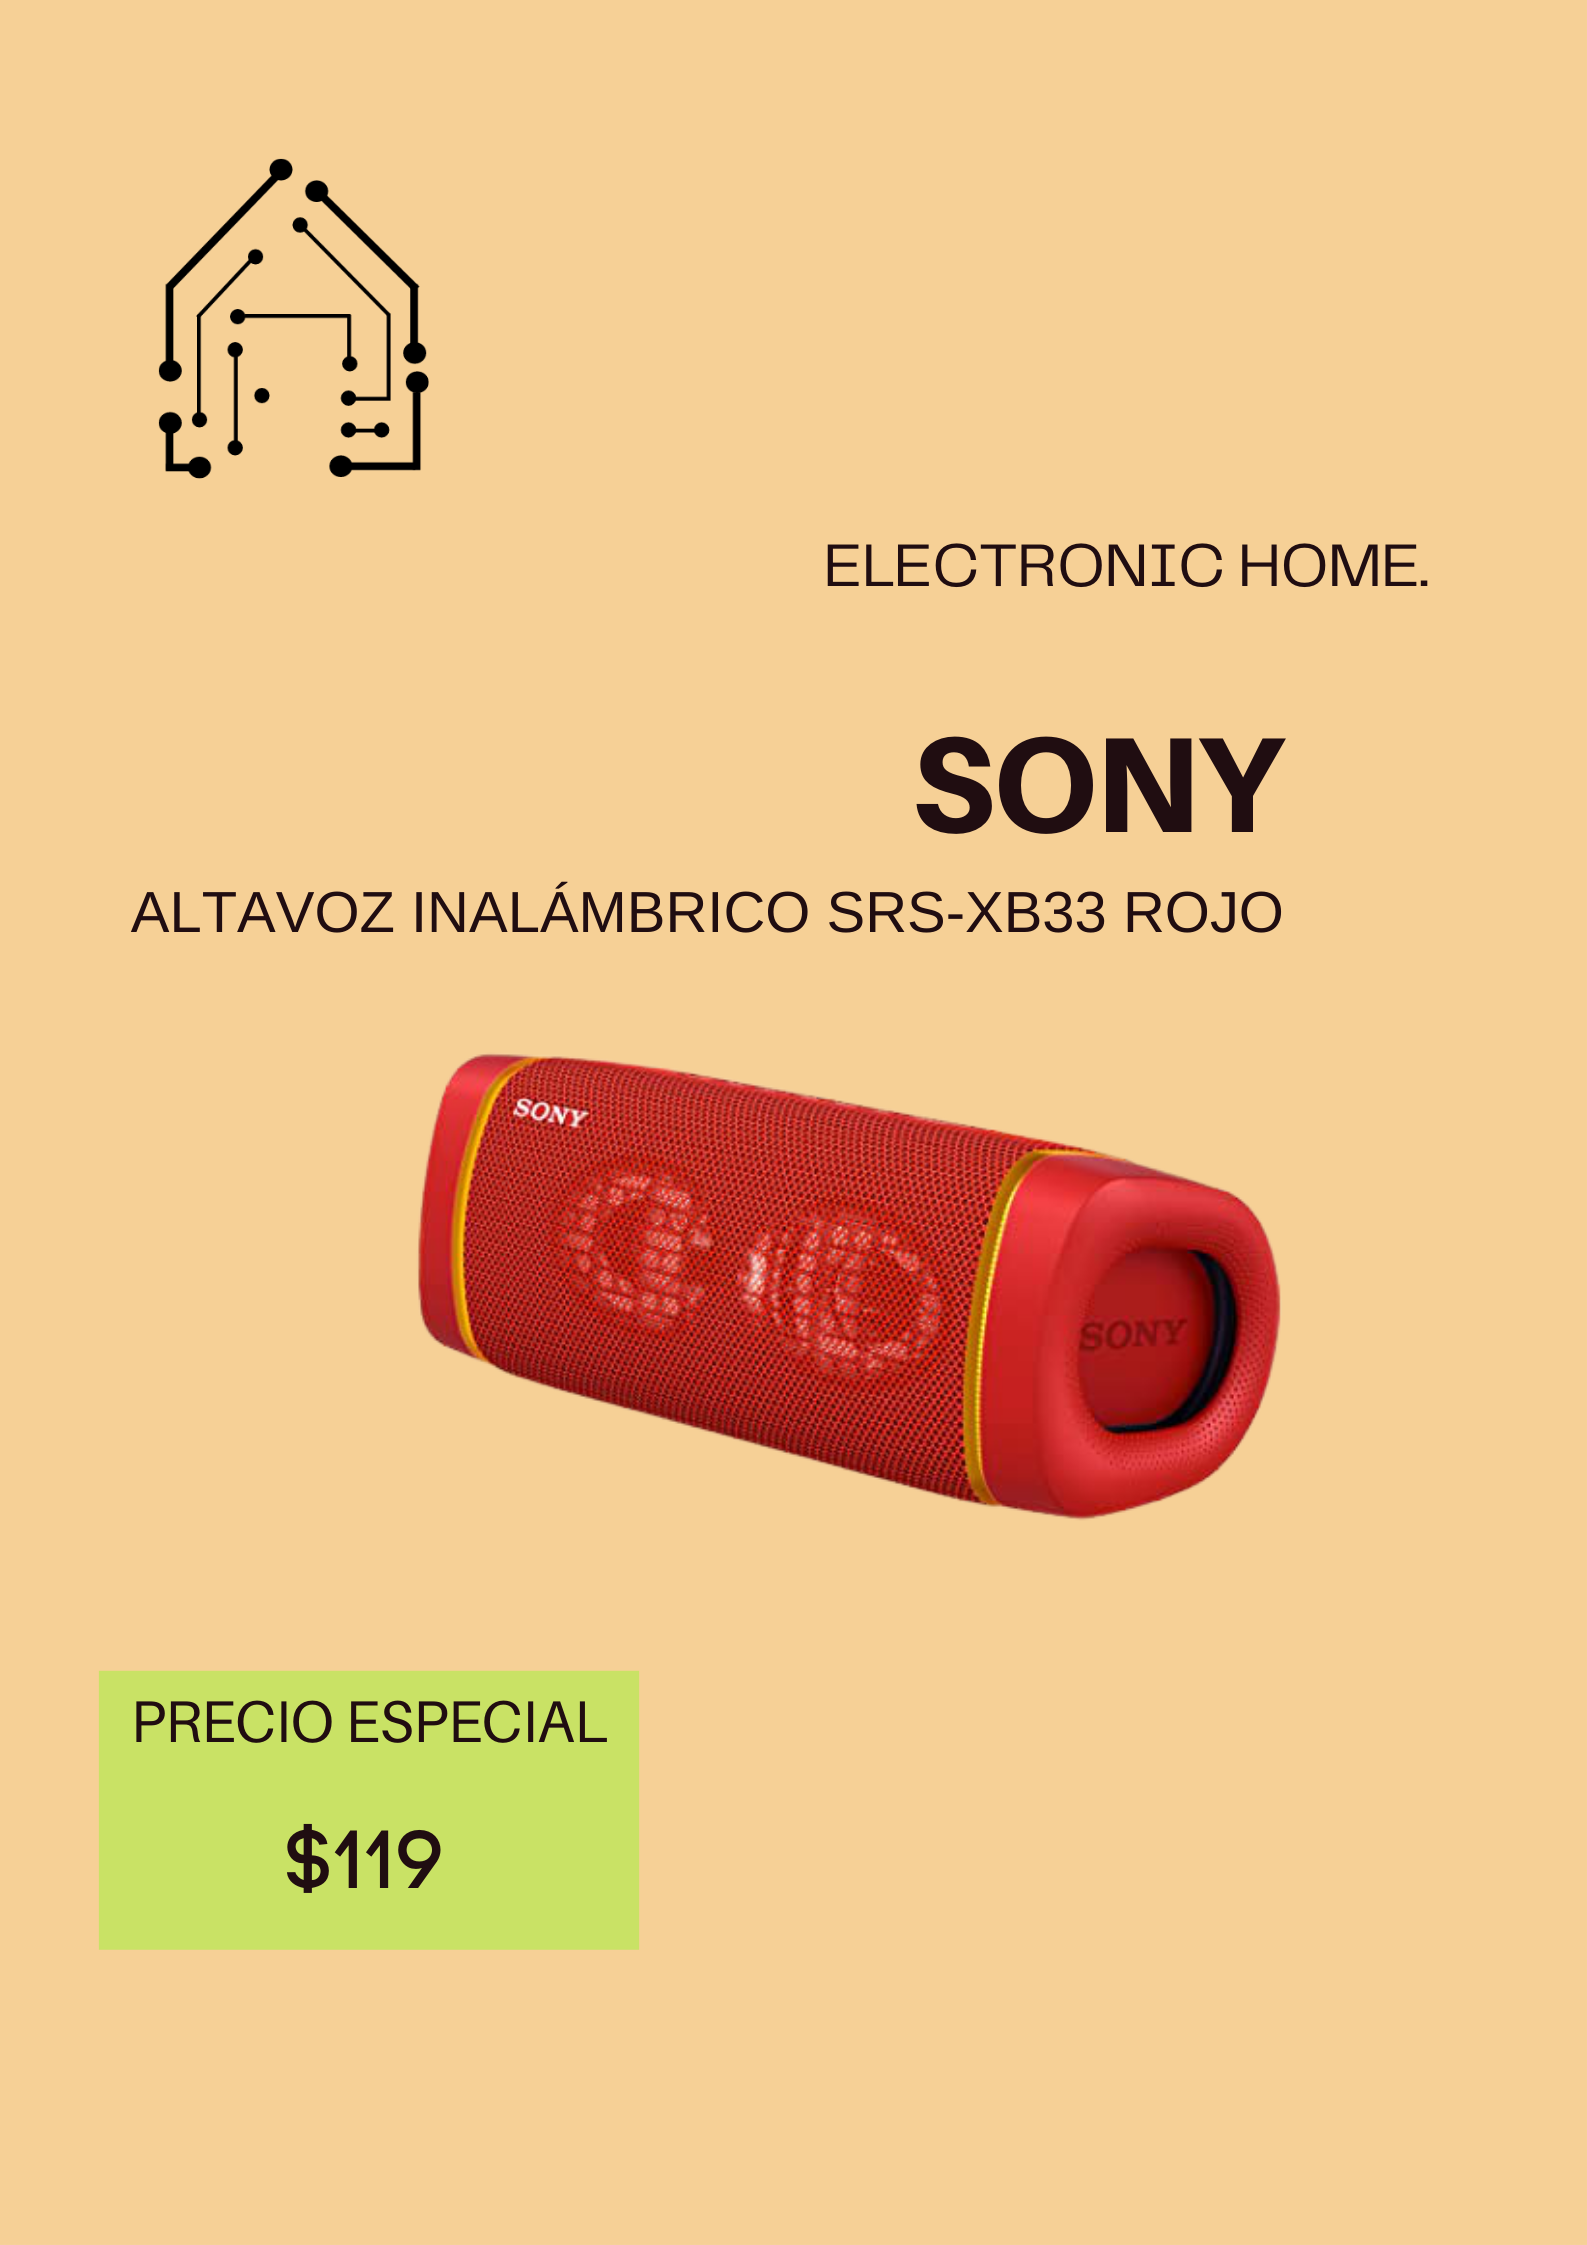 ELECTRONIC HOME.
SONY
ALTAVOZ INALÁMBRICO SRS-XB33 ROJO
SONY
SONY
PRECIO ESPECIAL
$119